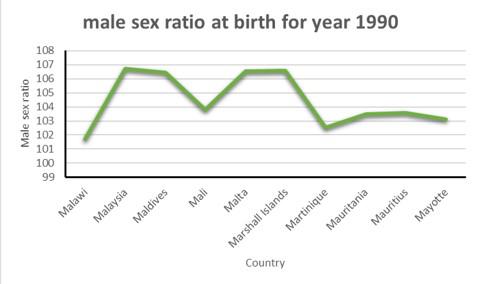 male sex ratio at birth for year 1990
Male sex ratio
108
107
106
105
104
103
102
101
100
99
Malawi
Malaysia
Maldives
Mali
Malta
Marshall Islands
Martinique
Mauritania
Mauritius
Mayotte
Country